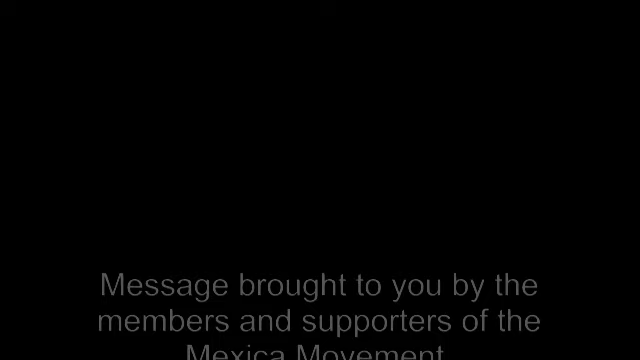 Message brought to you by the
members and supporters of the
Mexica Movement